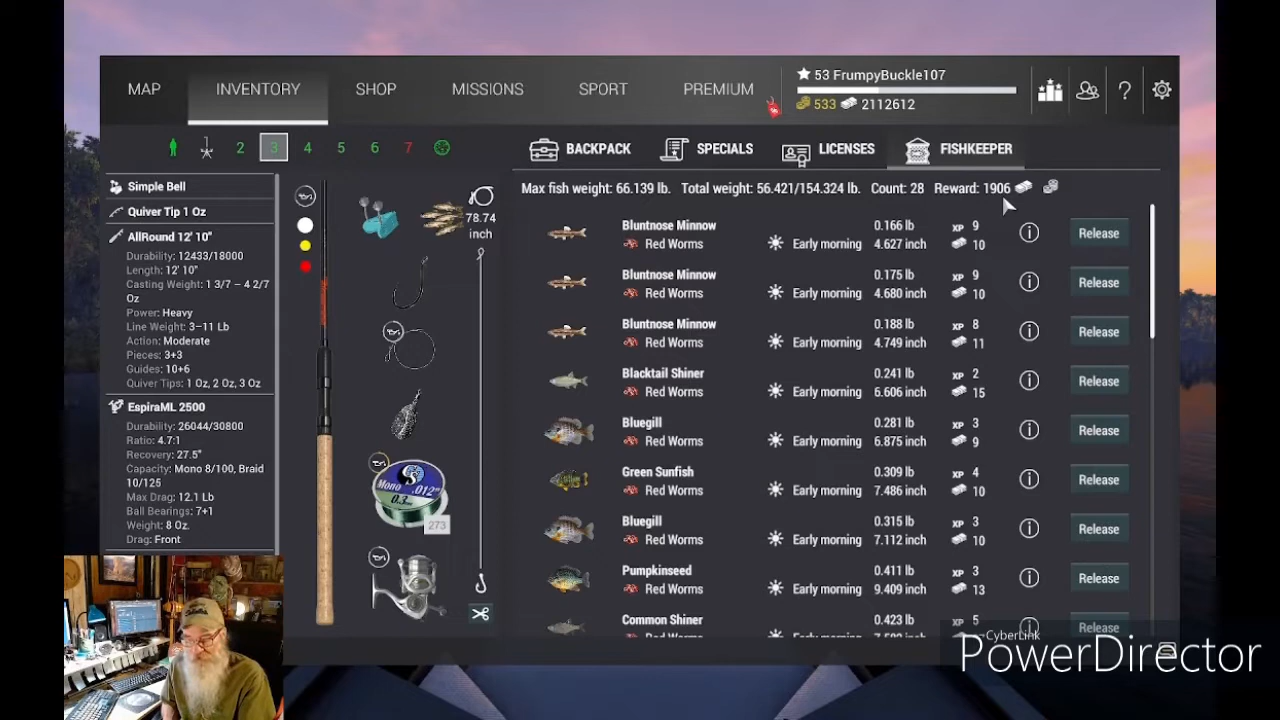 MAP
INVENTORY
SHOP
MISSIONS
SPORT
PREMIUM
53 FrumpyBuckle107
533 2112612
?
2 3 4 5 6 7
BACKPACK
SPECIALS
LICENSES
FISHKEEPER
Simple Bell
Quiver Tip 1 Oz
AllRound 12' 10"
Durability: 12433/18000
Length: 12' 10"
Casting Weight: 1 3/7 – 4 2/7
Oz
Power: Heavy
Line Weight: 3–11 Lb
Action: Moderate
Pieces: 3+3
Guides: 10+6
Quiver Tips: 1 Oz, 2 Oz, 3 Oz
EspiraML 2500
Durability: 26044/30800
Ratio: 4.7:1
Recovery: 27.5"
Capacity: Mono 8/100, Braid
10/125
Max Drag: 12.1 Lb
Ball Bearings: 7+1
Weight: 8 Oz.
Drag: Front
78.74
inch
Mono .012"
0.3
273
Max fish weight: 66.139 lb. Total weight: 56.421/154.324 lb. Count: 28 Reward: 1906
Bluntnose Minnow 0.166 lb XP 9
Red Worms Early morning 4.627 inch 10
Release
Bluntnose Minnow 0.175 lb XP 9
Red Worms Early morning 4.680 inch 10
Release
Bluntnose Minnow 0.188 lb XP 8
Red Worms Early morning 4.749 inch 11
Release
Blacktail Shiner 0.241 lb XP 2
Red Worms Early morning 6.606 inch 15
Release
Bluegill 0.281 lb XP 3
Red Worms Early morning 6.875 inch 9
Release
Green Sunfish 0.309 lb XP 4
Red Worms Early morning 7.486 inch 10
Release
Bluegill 0.315 lb XP 3
Red Worms Early morning 7.112 inch 10
Release
Pumpkinseed 0.411 lb XP 3
Red Worms Early morning 9.409 inch 13
Release
Common Shiner 0.423 lb XP 5
Release
CyberLink
PowerDirector